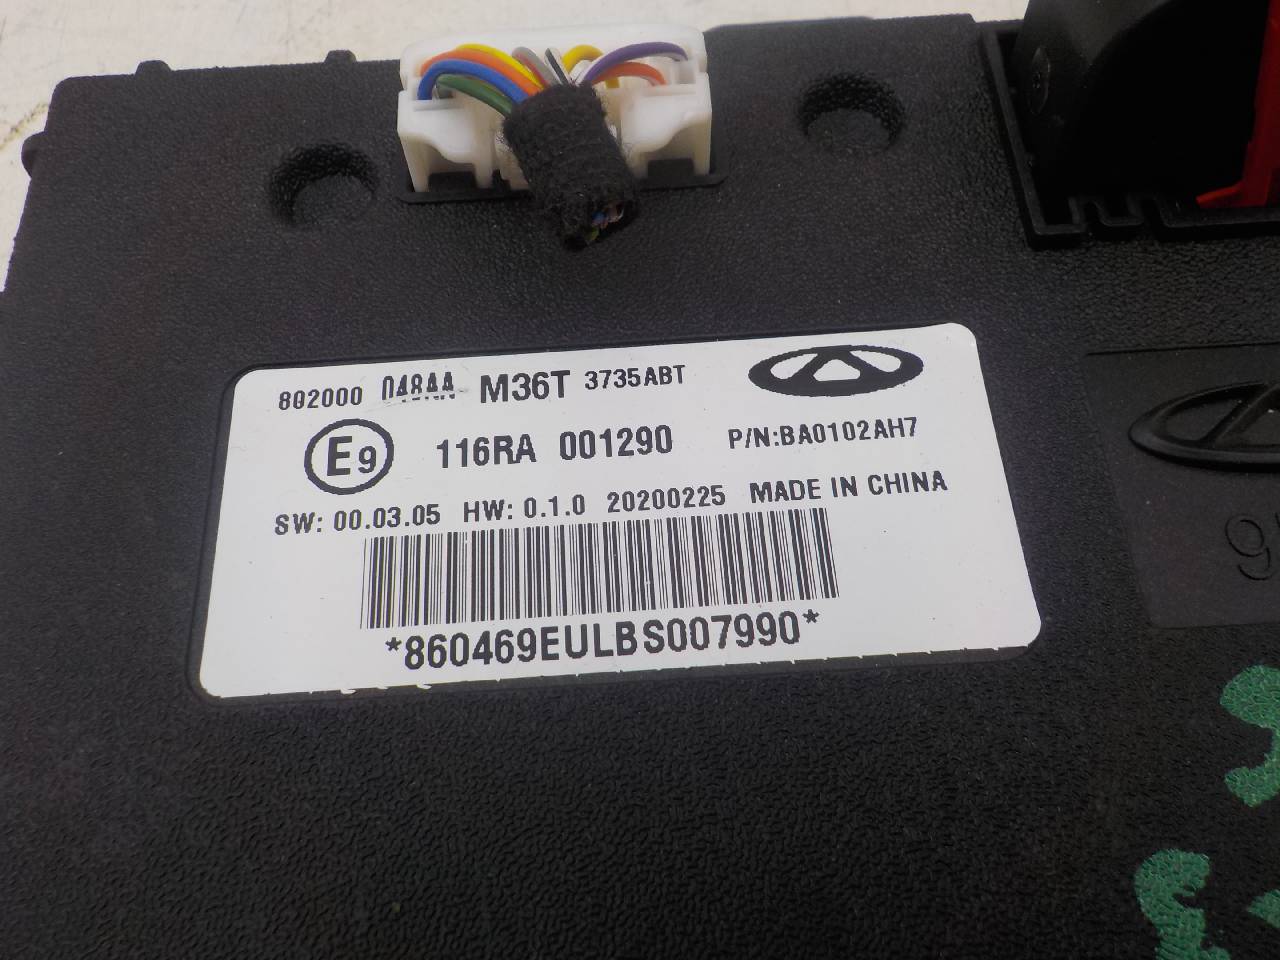 802000 048AA M36T 3735ABT
E9 116RA 001290 P/N:BA0102AH7
SW: 00.03.05 HW: 0.1.0 20200225 MADE IN CHINA
*860469EULBS007990*